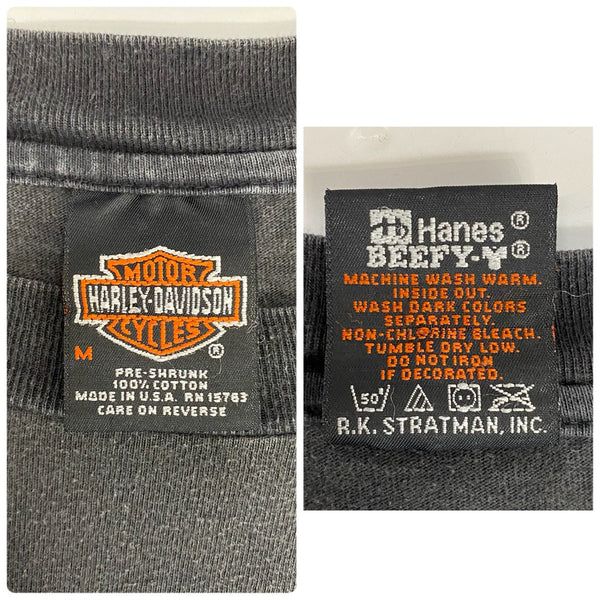 MOTOR
HARLEY-DAVIDSON
CYCLES
®
M
PRE-SHRUNK
100% COTTON
MADE IN U.S.A. RN 15763
CARE ON REVERSE
Hanes®
BEEFY-T®
MACHINE WASH WARM.
INSIDE OUT.
WASH DARK COLORS
SEPARATELY.
NON-CHLORINE BLEACH.
TUMBLE DRY LOW.
DO NOT IRON
IF DECORATED.
50°
R.K. STRATMAN, INC.